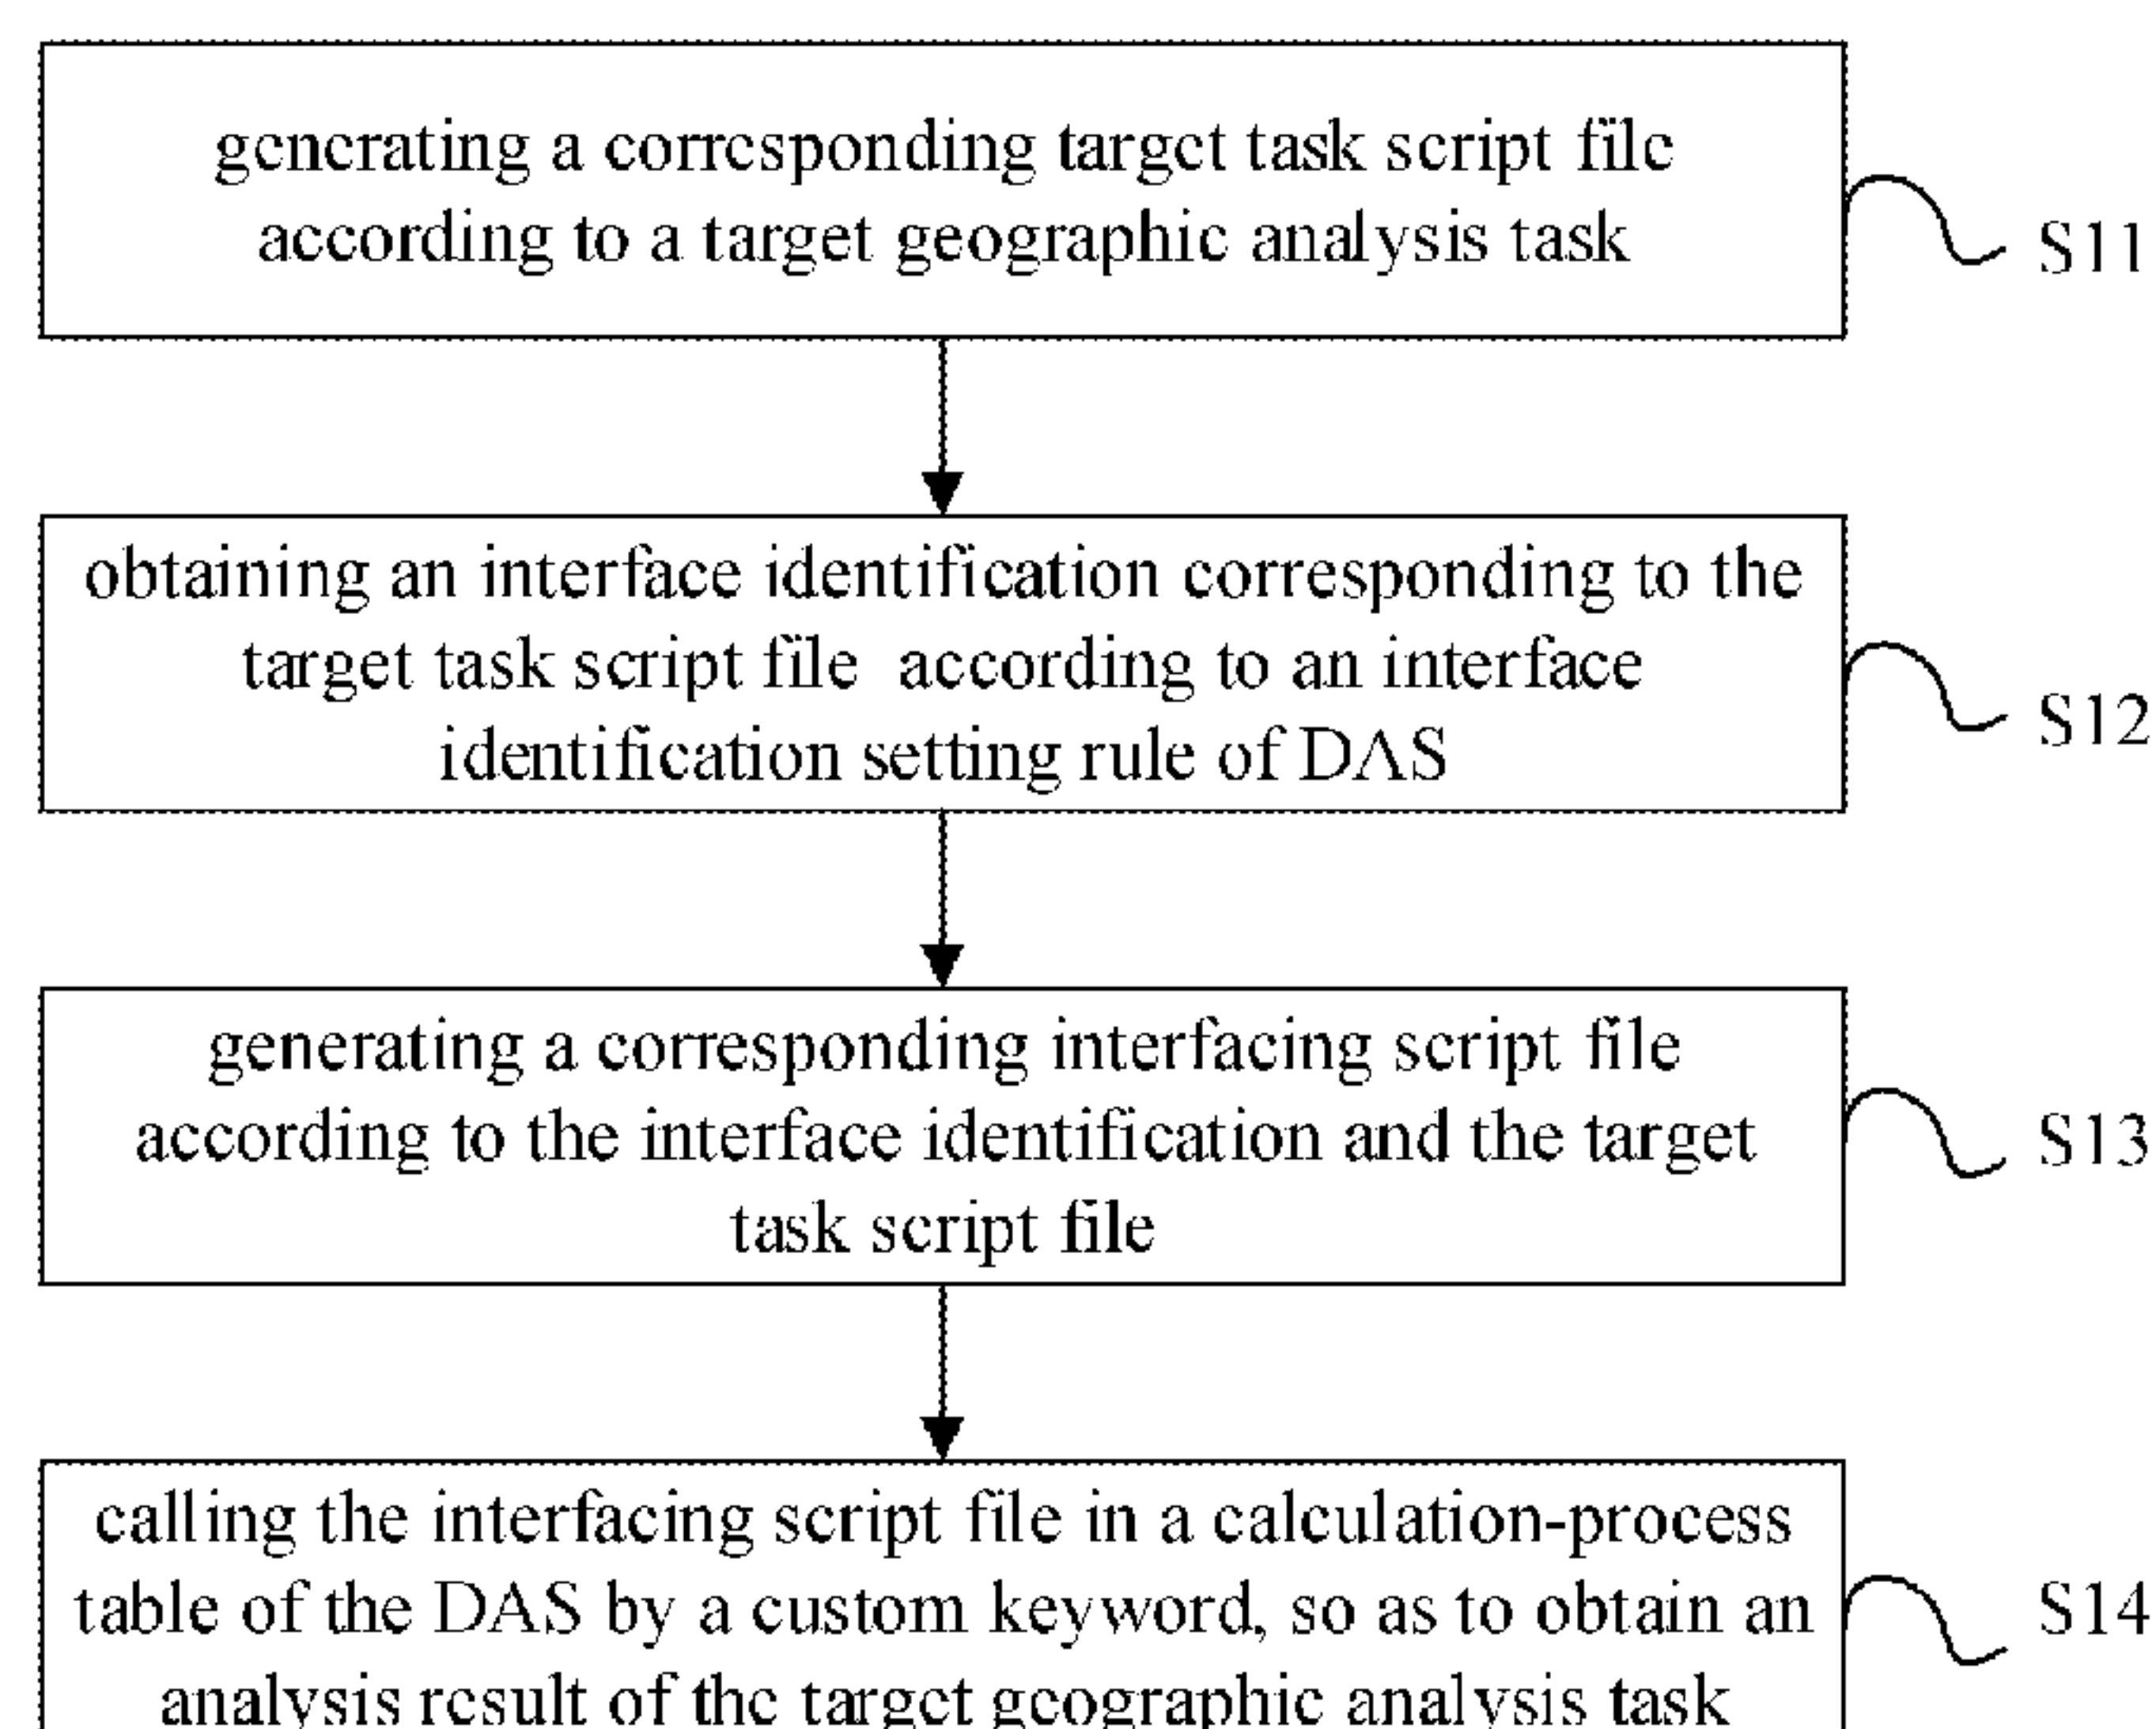 generating a corresponding target task script file
according to a target geographic analysis task
S11
obtaining an interface identification corresponding to the
target task script file according to an interface
identification setting rule of DAS
S12
generating a corresponding interfacing script file
according to the interface identification and the target
task script file
S13
calling the interfacing script file in a calculation-process
table of the DAS by a custom keyword, so as to obtain an
analysis result of the target geographic analysis task
S14